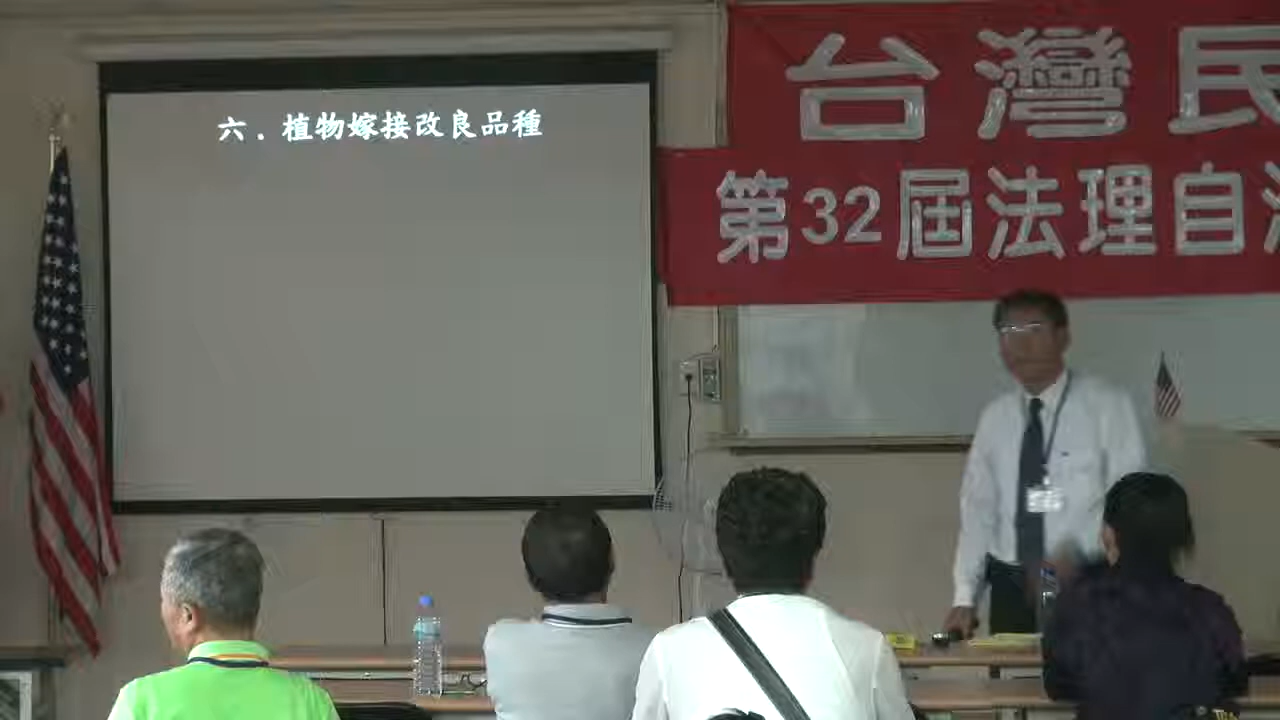 六．植物嫁接改良品種
台灣民
第32屆法理自治